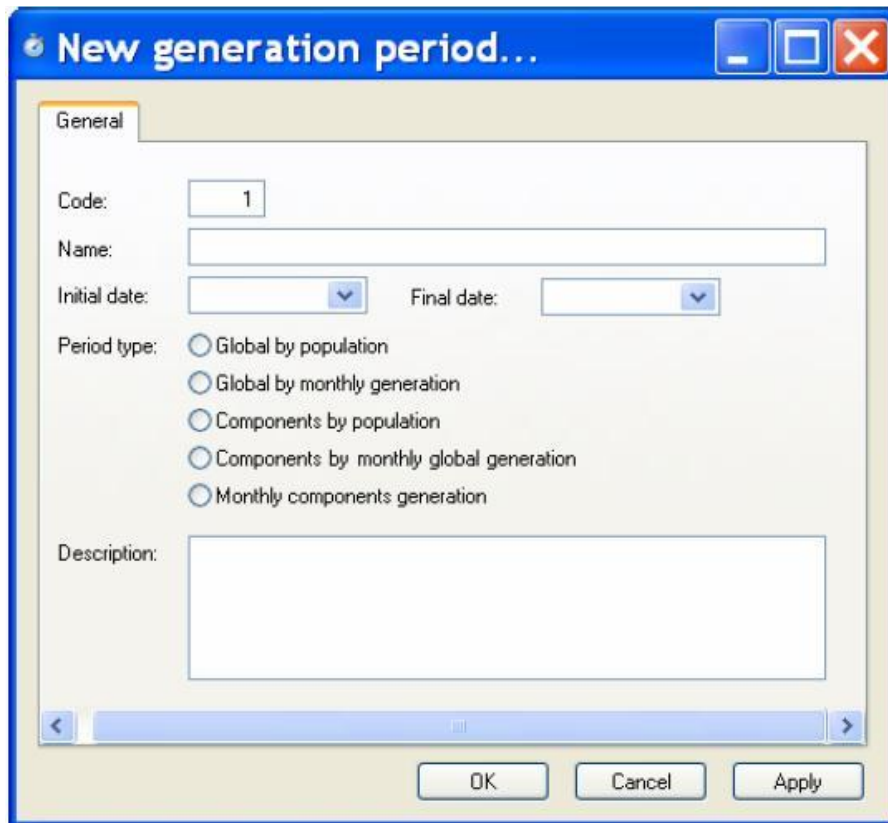 New generation period...
General
Code: 1
Name:
Initial date: Final date:
Period type: Global by population
Global by monthly generation
Components by population
Components by monthly global generation
Monthly components generation
Description:
OK Cancel Apply